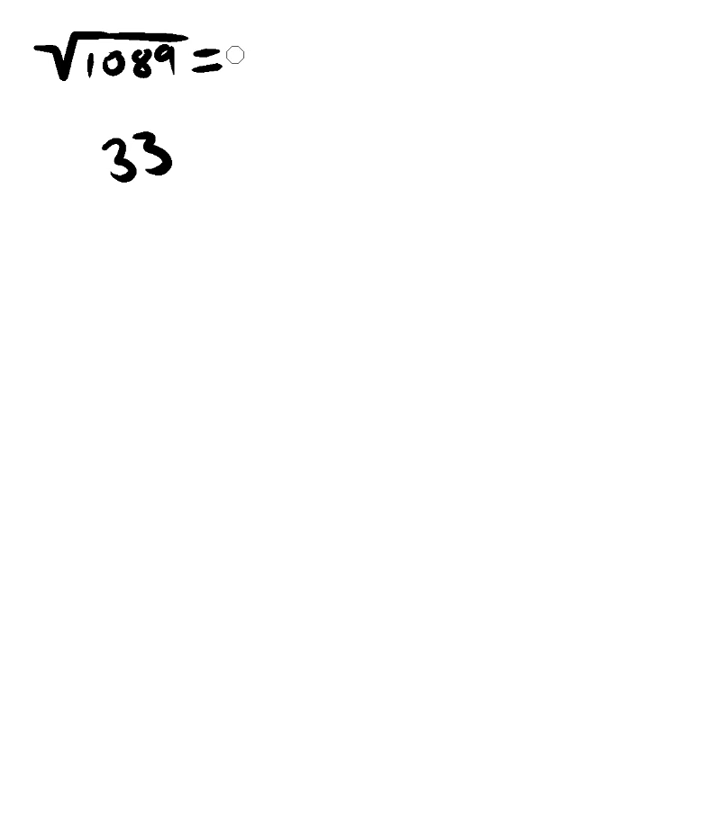 √1089 =
33